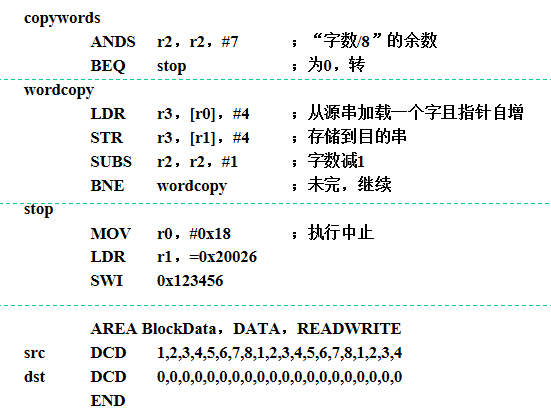 copywords
ANDS r2，r2，#7 ；“字数/8”的余数
BEQ stop ；为0，转
wordcopy
LDR r3，[r0]，#4 ；从源串加载一个字且指针自增
STR r3，[r1]，#4 ；存储到目的串
SUBS r2，r2，#1 ；字数减1
BNE wordcopy ；未完，继续
stop
MOV r0，#0x18 ；执行中止
LDR r1，=0x20026
SWI 0x123456
AREA BlockData，DATA，READWRITE
src DCD 1,2,3,4,5,6,7,8,1,2,3,4,5,6,7,8,1,2,3,4
dst DCD 0,0,0,0,0,0,0,0,0,0,0,0,0,0,0,0,0,0,0,0
END